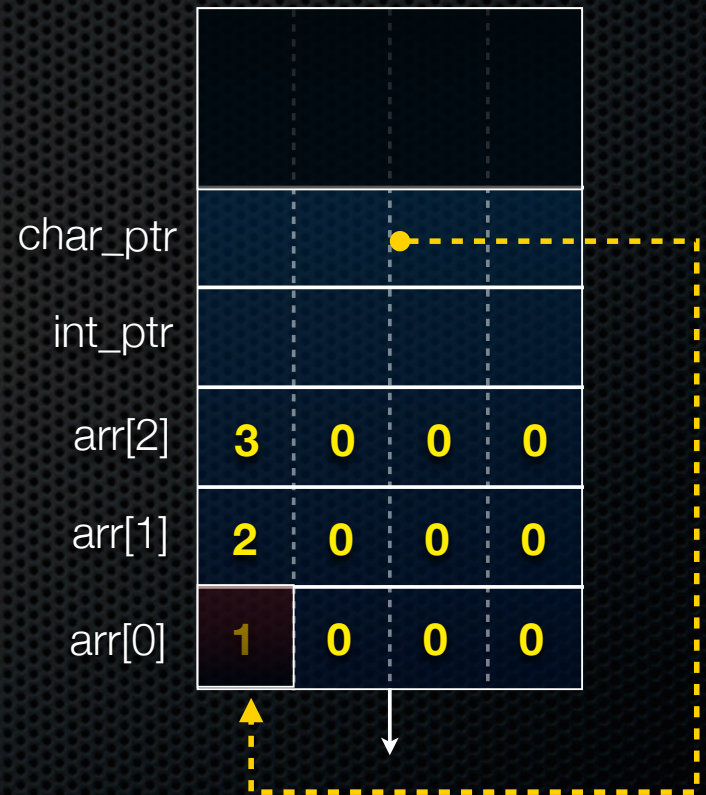 char_ptr
int_ptr
arr[2] 3 0 0 0
arr[1] 2 0 0 0
arr[0] 1 0 0 0